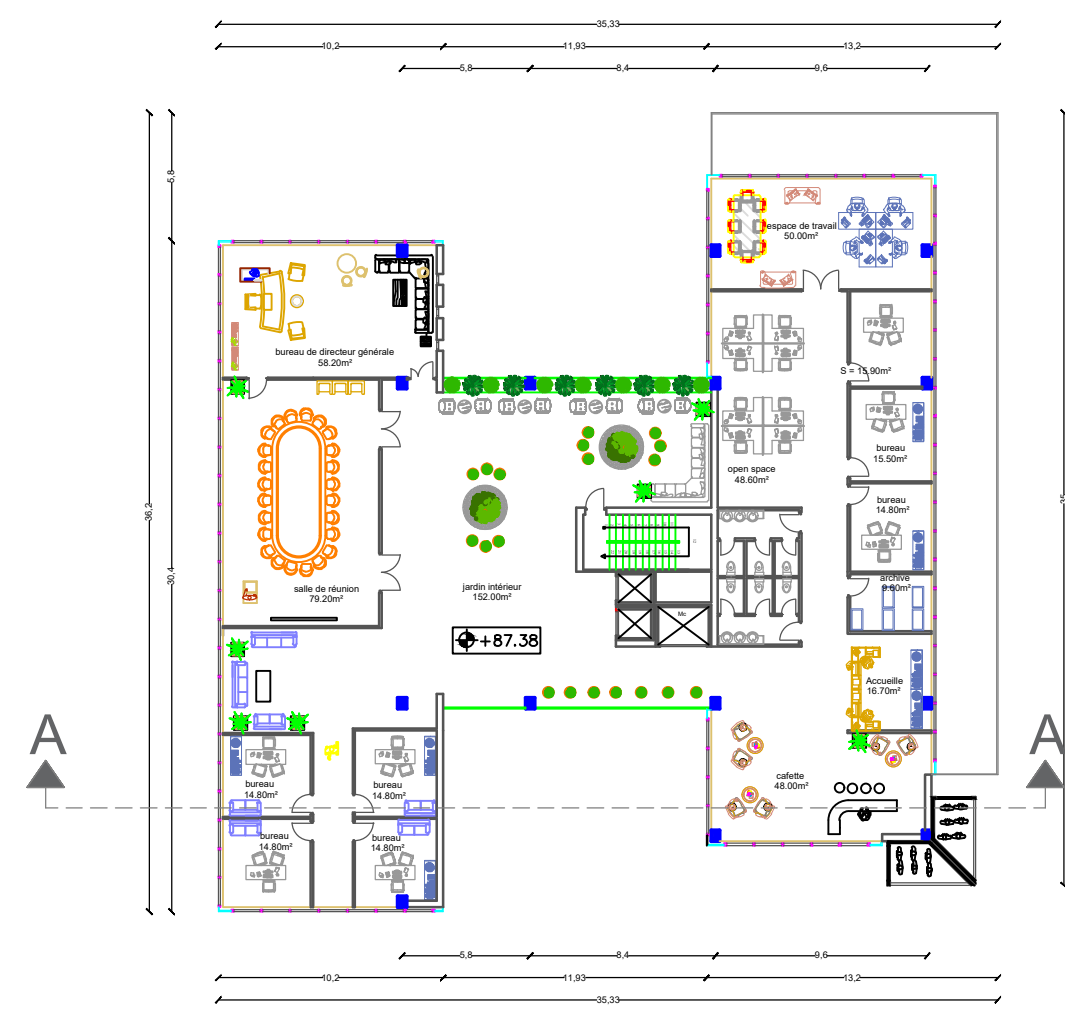 35,33
10,2
11,93
13,2
5,8
8,4
9,6
5,8
36,2
30,4
35
espace de travail
50.00m²
bureau de directeur générale
58.20m²
S = 15.90m²
bureau
15.50m²
open space
48.60m²
bureau
14.80m²
salle de réunion
79.20m²
jardin intérieur
152.00m²
archive
9.60m²
Mc
+87.38
Accueille
16.70m²
A
A
cafette
48.00m²
bureau
14.80m²
bureau
14.80m²
bureau
14.80m²
bureau
14.80m²
5,8
8,4
9,6
10,2
11,93
13,2
35,33